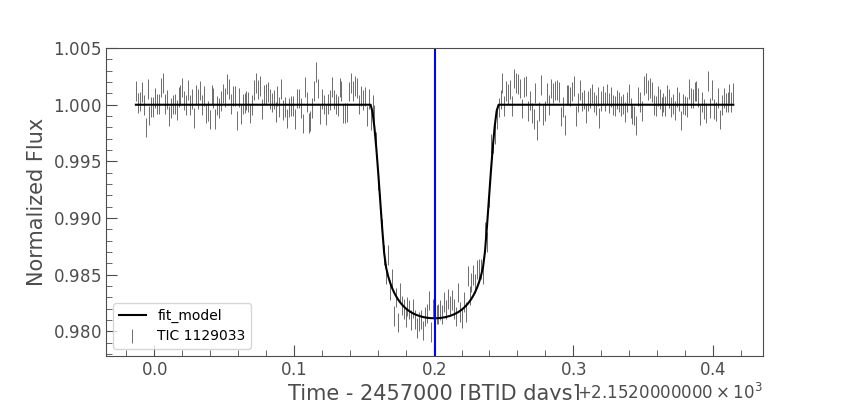 1.005
1.000
0.995
0.990
0.985
0.980
Normalized Flux
fit_model
TIC 1129033
0.0 0.1 0.2 0.3 0.4
Time - 2457000 [BTJD days]
+2.1520000000 × 10³